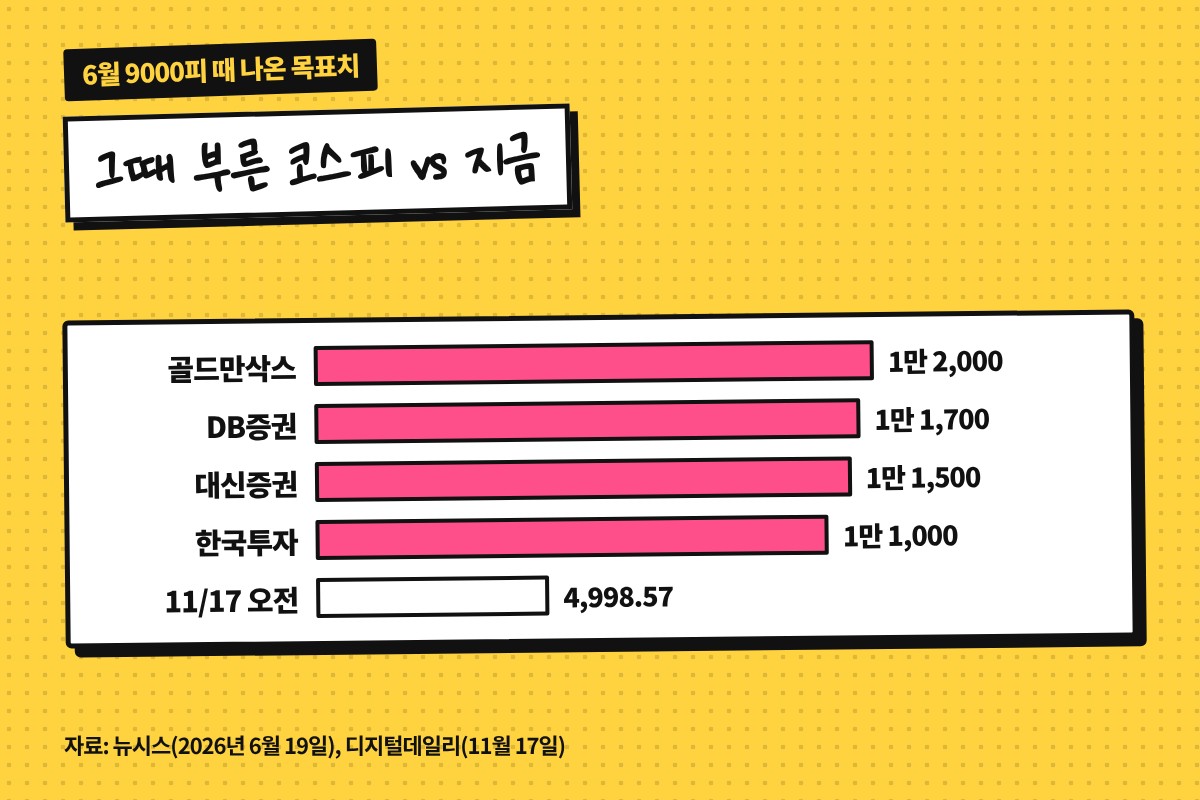 6월 9000피 때 나온 목표치
그때 부른 코스피 vs 지금
골드만삭스 1만 2,000
DB증권 1만 1,700
대신증권 1만 1,500
한국투자 1만 1,000
11/17 오전 4,998.57
자료: 뉴시스(2026년 6월 19일), 디지털데일리(11월 17일)